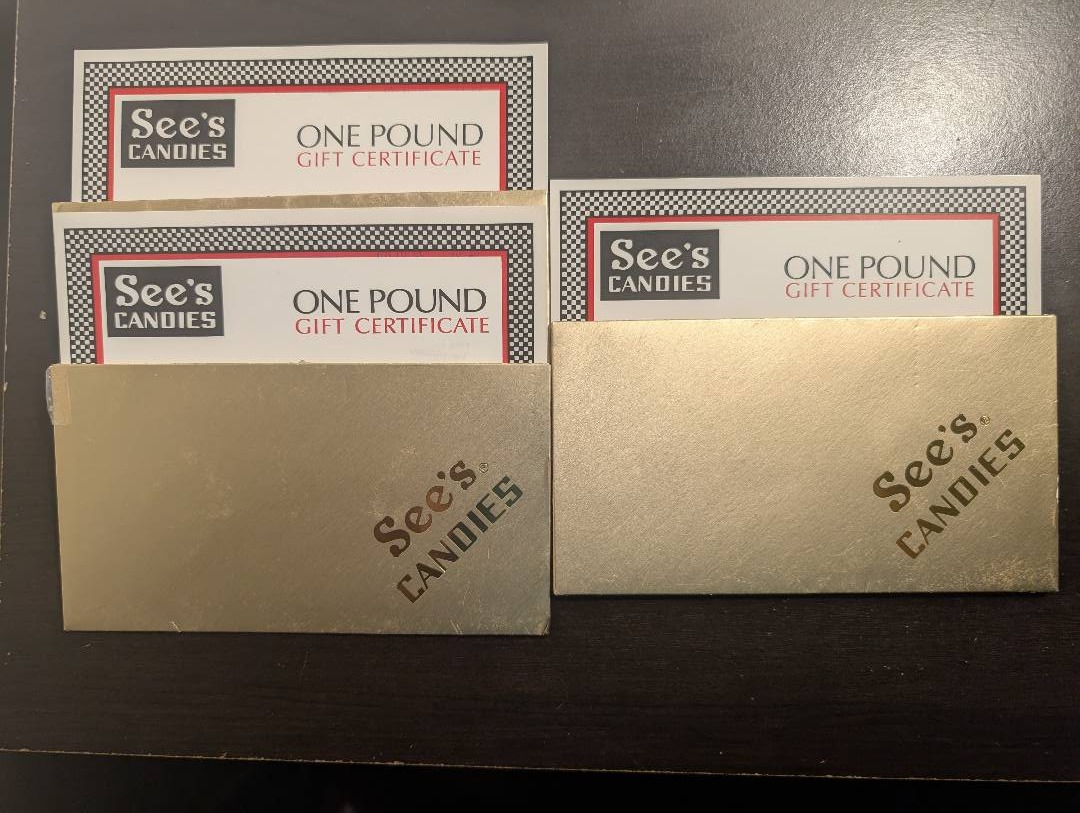 See's
CANDIES
ONE POUND
GIFT CERTIFICATE
See's
CANDIES
ONE POUND
GIFT CERTIFICATE
See's®
CANDIES
See's
CANDIES
ONE POUND
GIFT CERTIFICATE
See's®
CANDIES